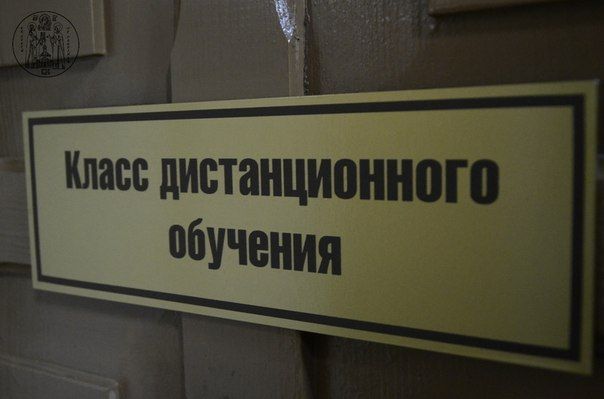 Класс дистанционного
обучения